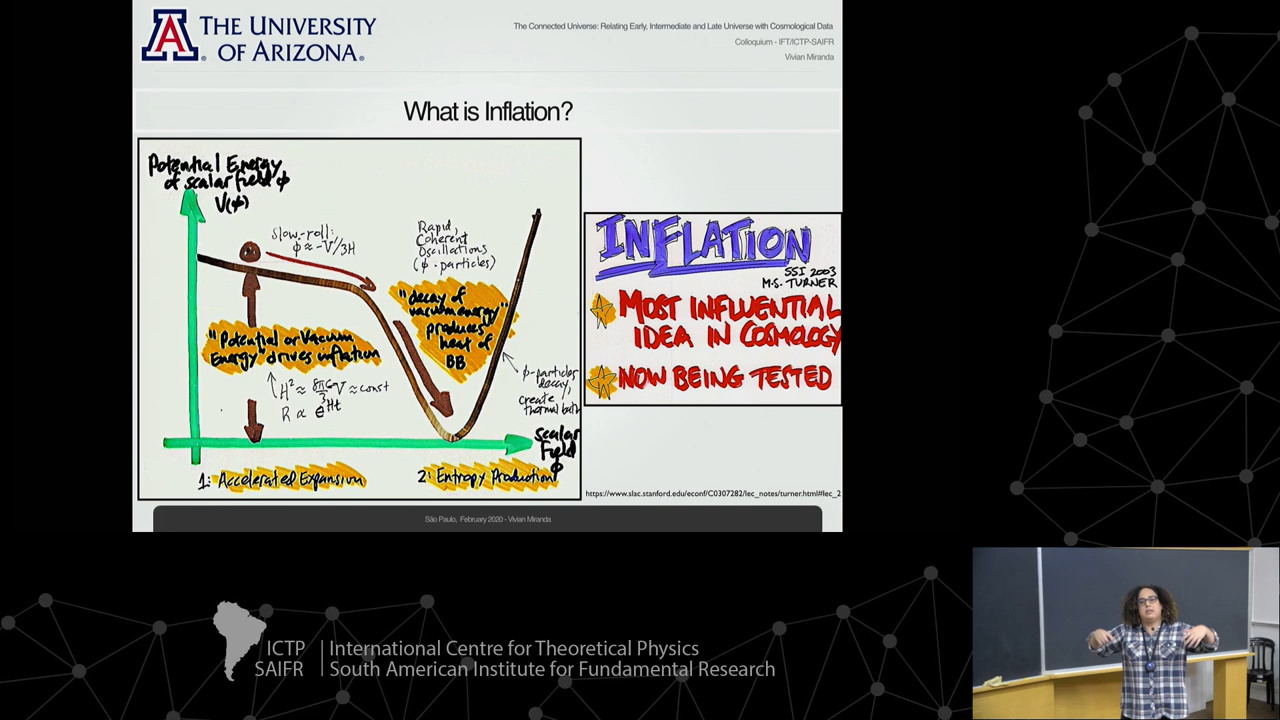 THE UNIVERSITY
OF ARIZONA®
The Connected Universe: Relating Early, Intermediate and Late Universe with Cosmological Data
Colloquium - IFT/ICTP-SAIFR
Vivian Miranda
What is Inflation?
Potential Energy
of scalar field ϕ
V(ϕ)
Slow-roll:
ϕ̇ ≈ -V'/3H
Rapid,
Coherent
Oscillations
(ϕ-particles)
"decay of
vacuum energy"
produces
heat of
BB
"Potential or Vacuum
Energy" drives inflation
H² ≈ 8πG/3 V ≈ const
R ∝ e^Ht
ϕ-particles
decay,
create
thermal bath
scalar
field
ϕ
1: Accelerated Expansion
2: Entropy Production
INFLATION
SSI 2003
M.S. TURNER
MOST INFLUENTIAL
IDEA IN COSMOLOGY
NOW BEING TESTED
https://www.slac.stanford.edu/econf/C0307282/lec_notes/turner.html#lec_2
São Paulo, February 2020 - Vivian Miranda
ICTP | International Centre for Theoretical Physics
SAIFR | South American Institute for Fundamental Research